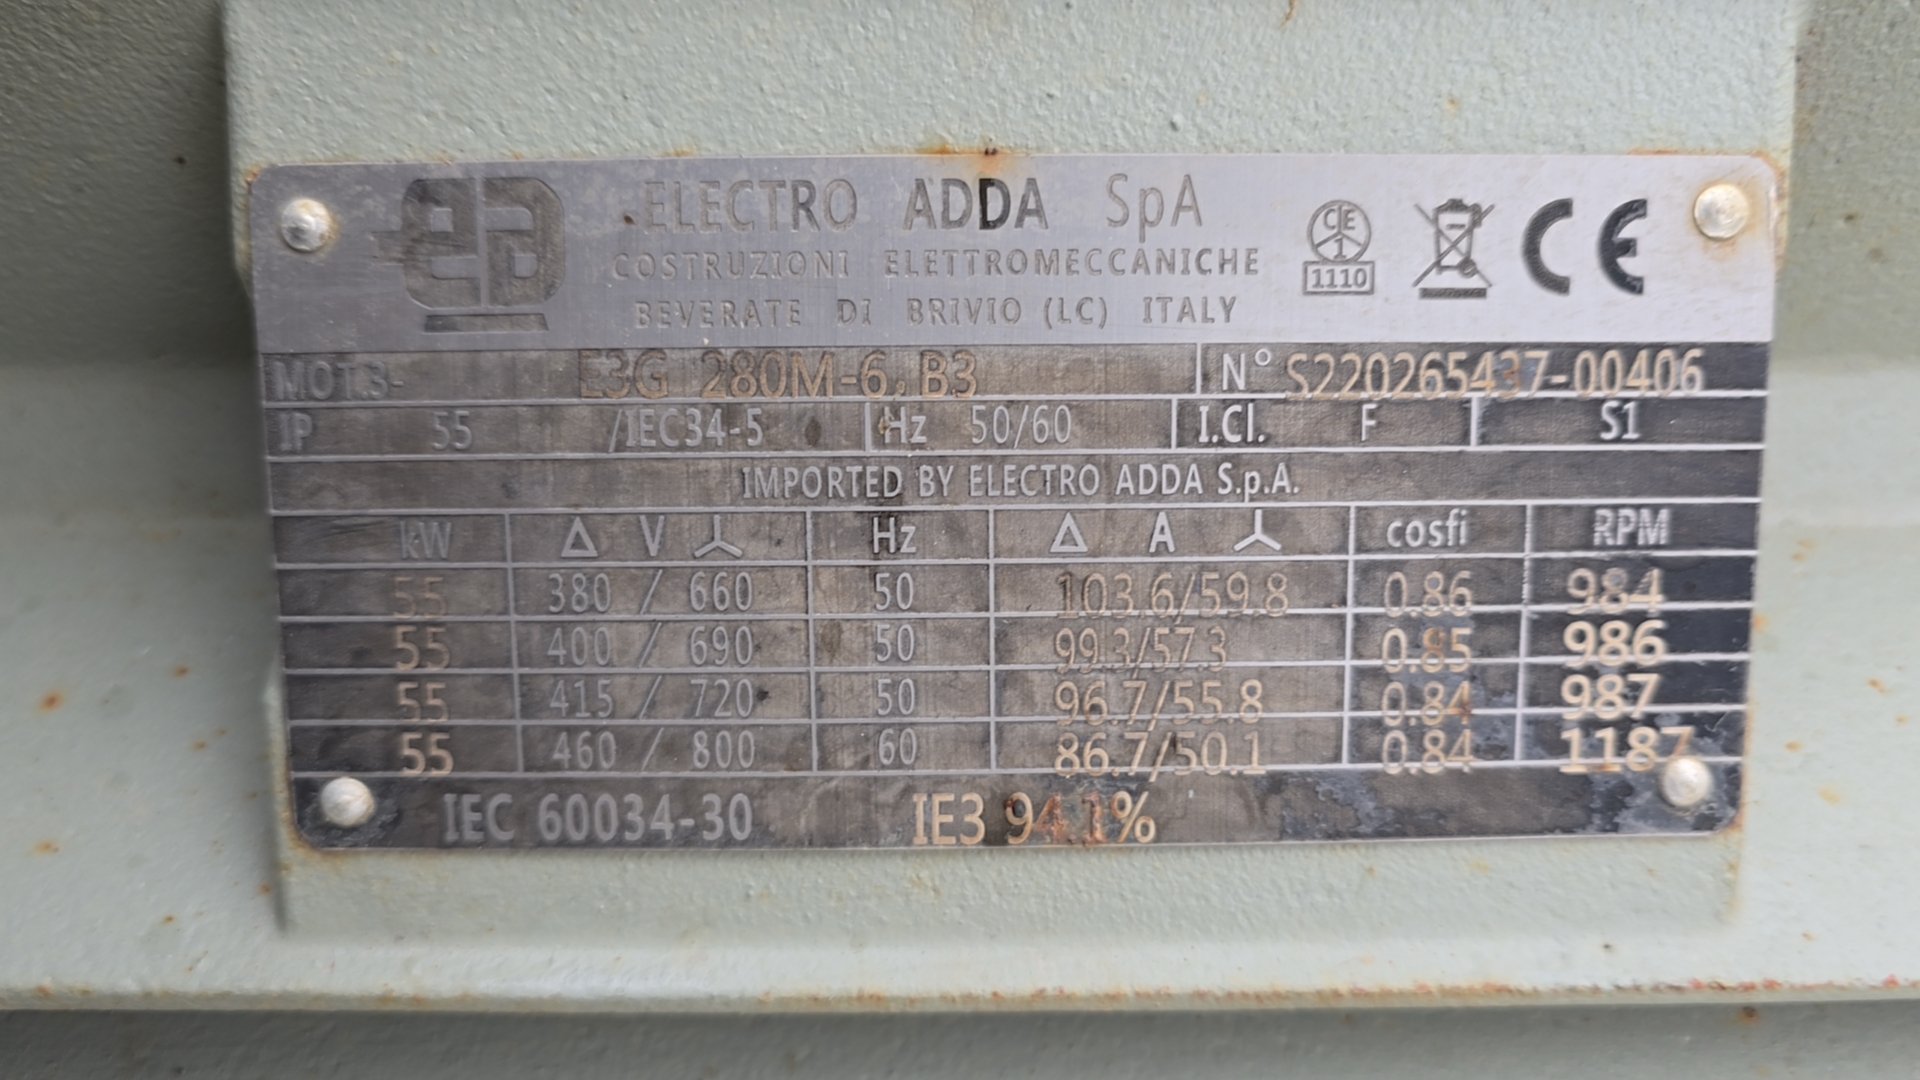 ea ELECTRO ADDA SpA
COSTRUZIONI ELETTROMECCANICHE
BEVERATE DI BRIVIO (LC) ITALY
CE 1 1110 CE
MOT.3- E3G 280M-6, B3 N° S220265437-00406
IP 55 /IEC34-5 Hz 50/60 I.Cl. F S1
IMPORTED BY ELECTRO ADDA S.p.A.
kW Δ V Hz Δ A cosfi RPM
55 380 / 660 50 103.6/59.8 0.86 984
55 400 / 690 50 99.3/57.3 0.85 986
55 415 / 720 50 96.7/55.8 0.84 987
55 460 / 800 60 86.7/50.1 0.84 1187
IEC 60034-30 IE3 94.1%